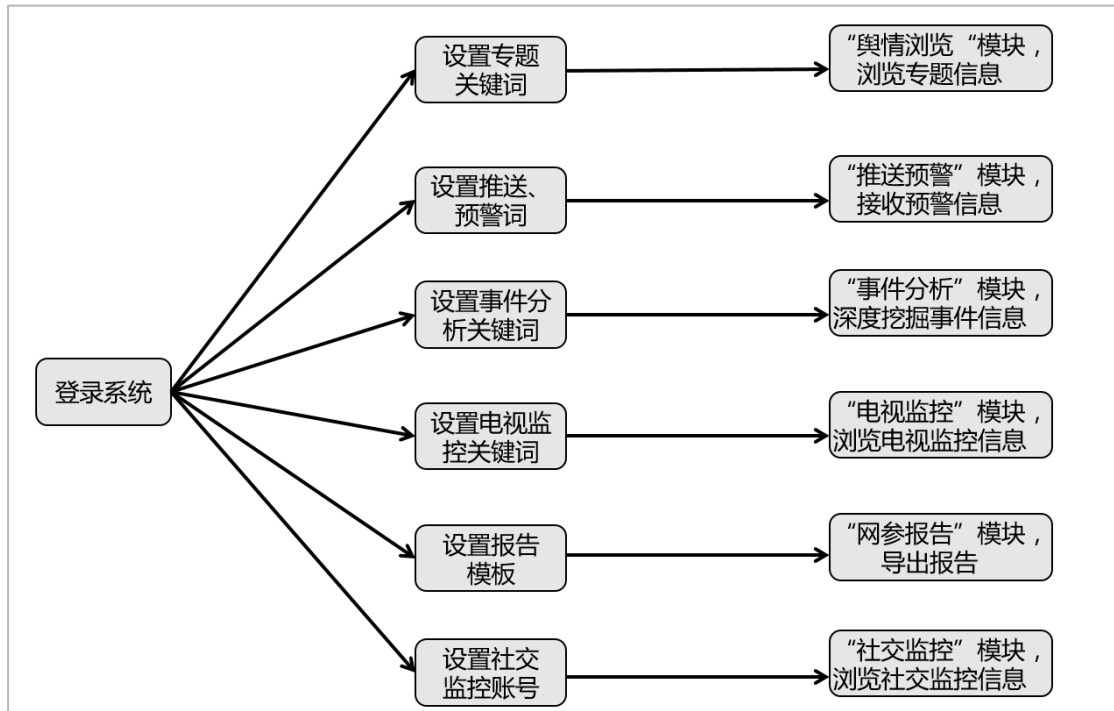 设置专题
关键词
“舆情浏览“模块，
浏览专题信息
设置推送、
预警词
“推送预警”模块，
接收预警信息
设置事件分
析关键词
“事件分析”模块，
深度挖掘事件信息
登录系统
设置电视监
控关键词
“电视监控”模块，
浏览电视监控信息
设置报告
模板
“网参报告”模块，
导出报告
设置社交
监控账号
“社交监控”模块，
浏览社交监控信息